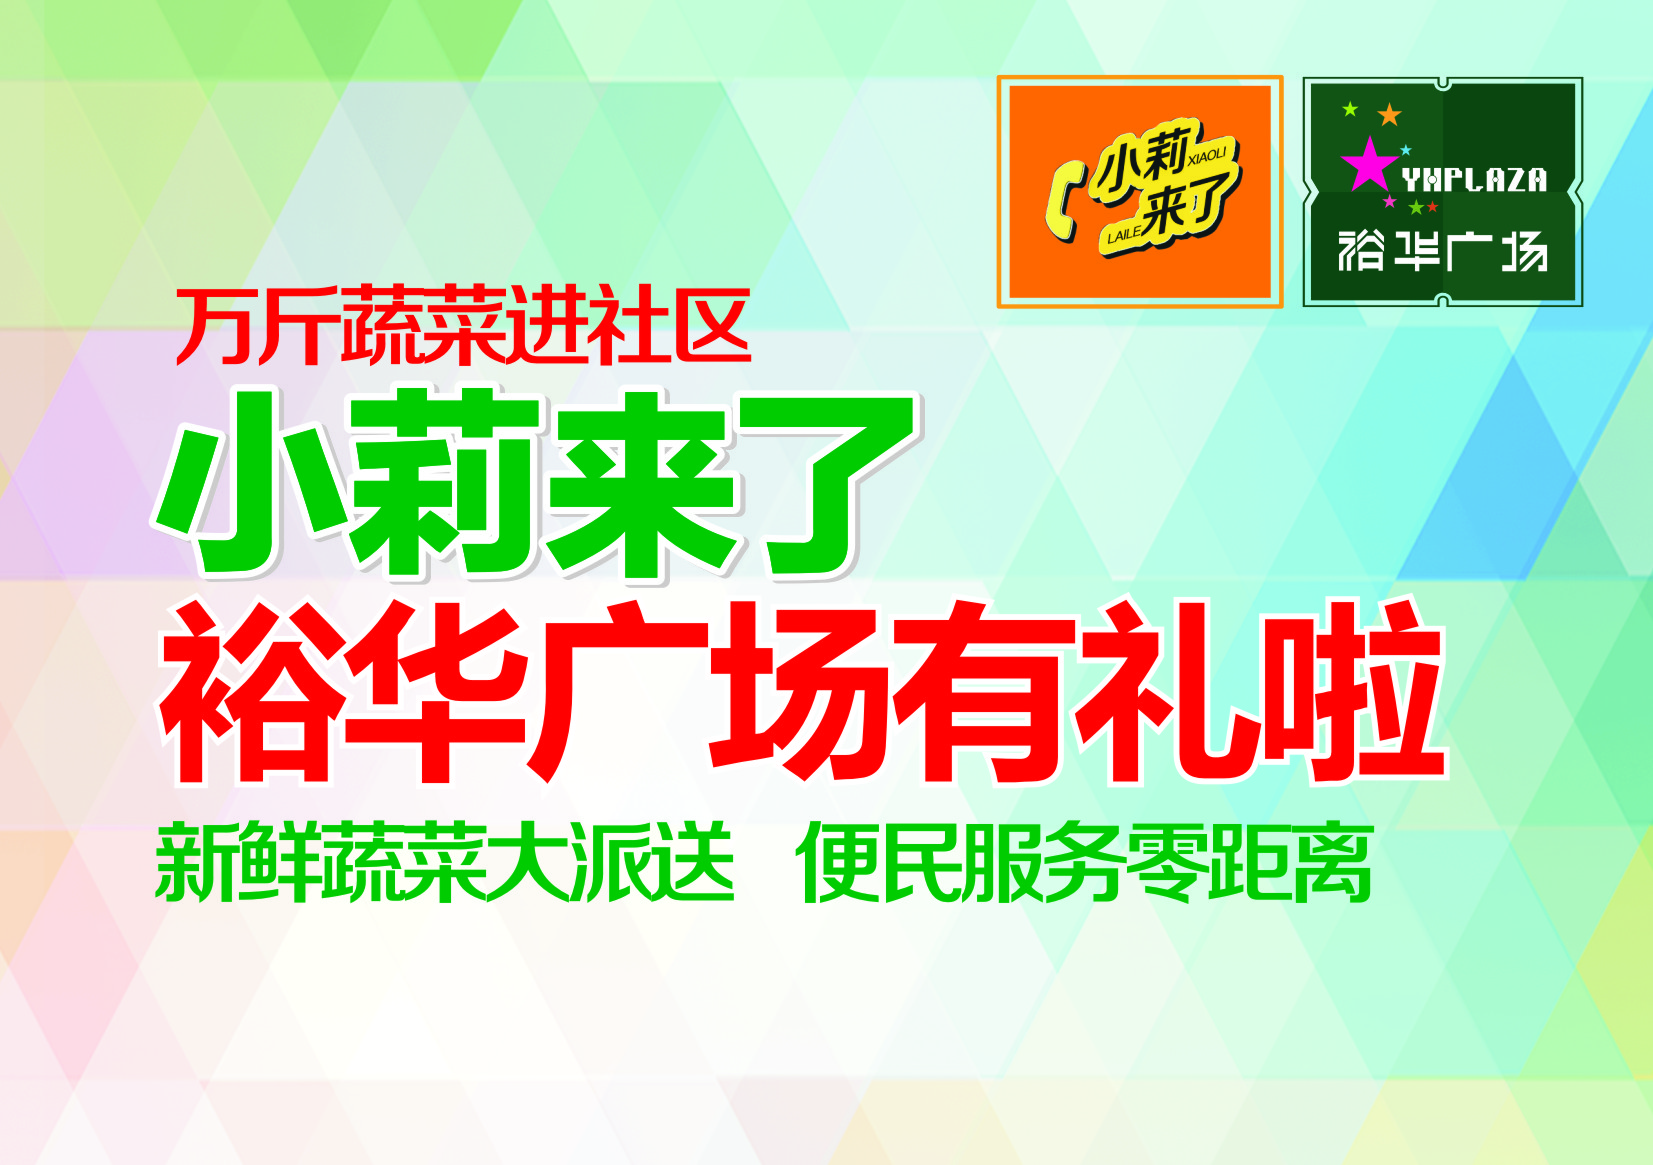 小莉
XIAOLI
来了
LAILE
YHPLAZA
裕华广场
万斤蔬菜进社区
小莉来了
裕华广场有礼啦
新鲜蔬菜大派送 便民服务零距离